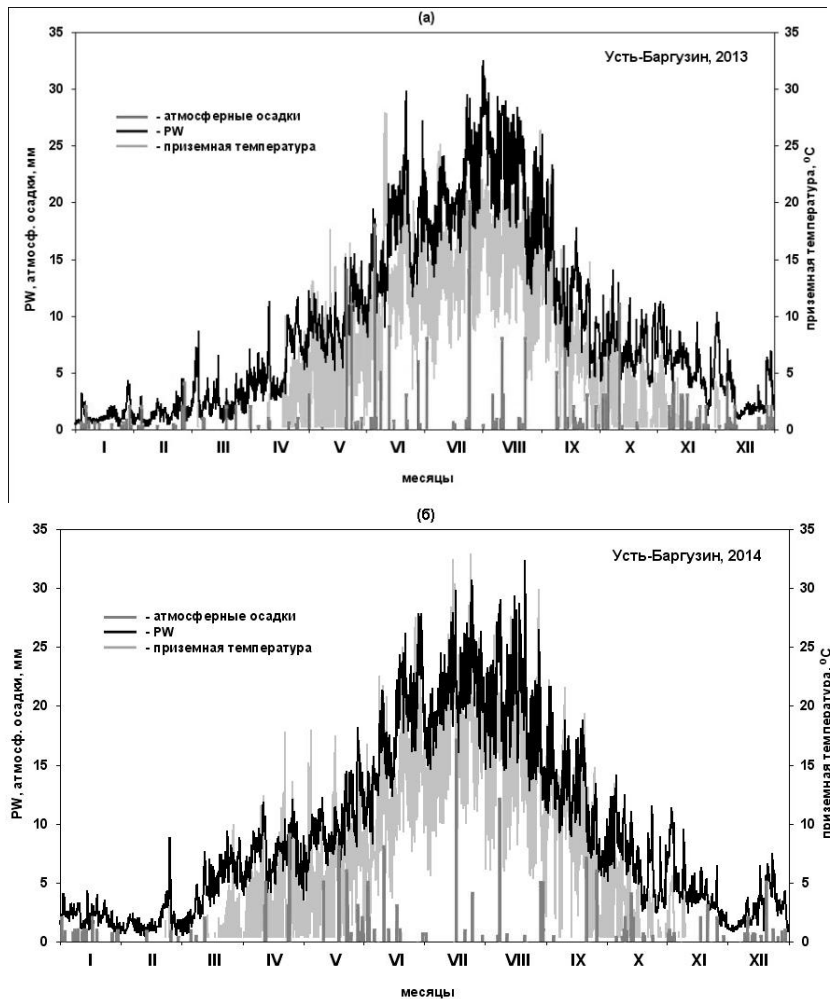 (а)
Усть-Баргузин, 2013
- атмосферные осадки
- PW
- приземная температура
PW, атмосф. осадки, мм
приземная температура, °С
35
30
25
20
15
10
5
0
35
30
25
20
15
10
5
0
I II III IV V VI VII VIII IX X XI XII
месяцы
(б)
Усть-Баргузин, 2014
- атмосферные осадки
- PW
- приземная температура
PW, атмосф. осадки, мм
приземная температура, °С
35
30
25
20
15
10
5
0
35
30
25
20
15
10
5
0
I II III IV V VI VII VIII IX X XI XII
месяцы